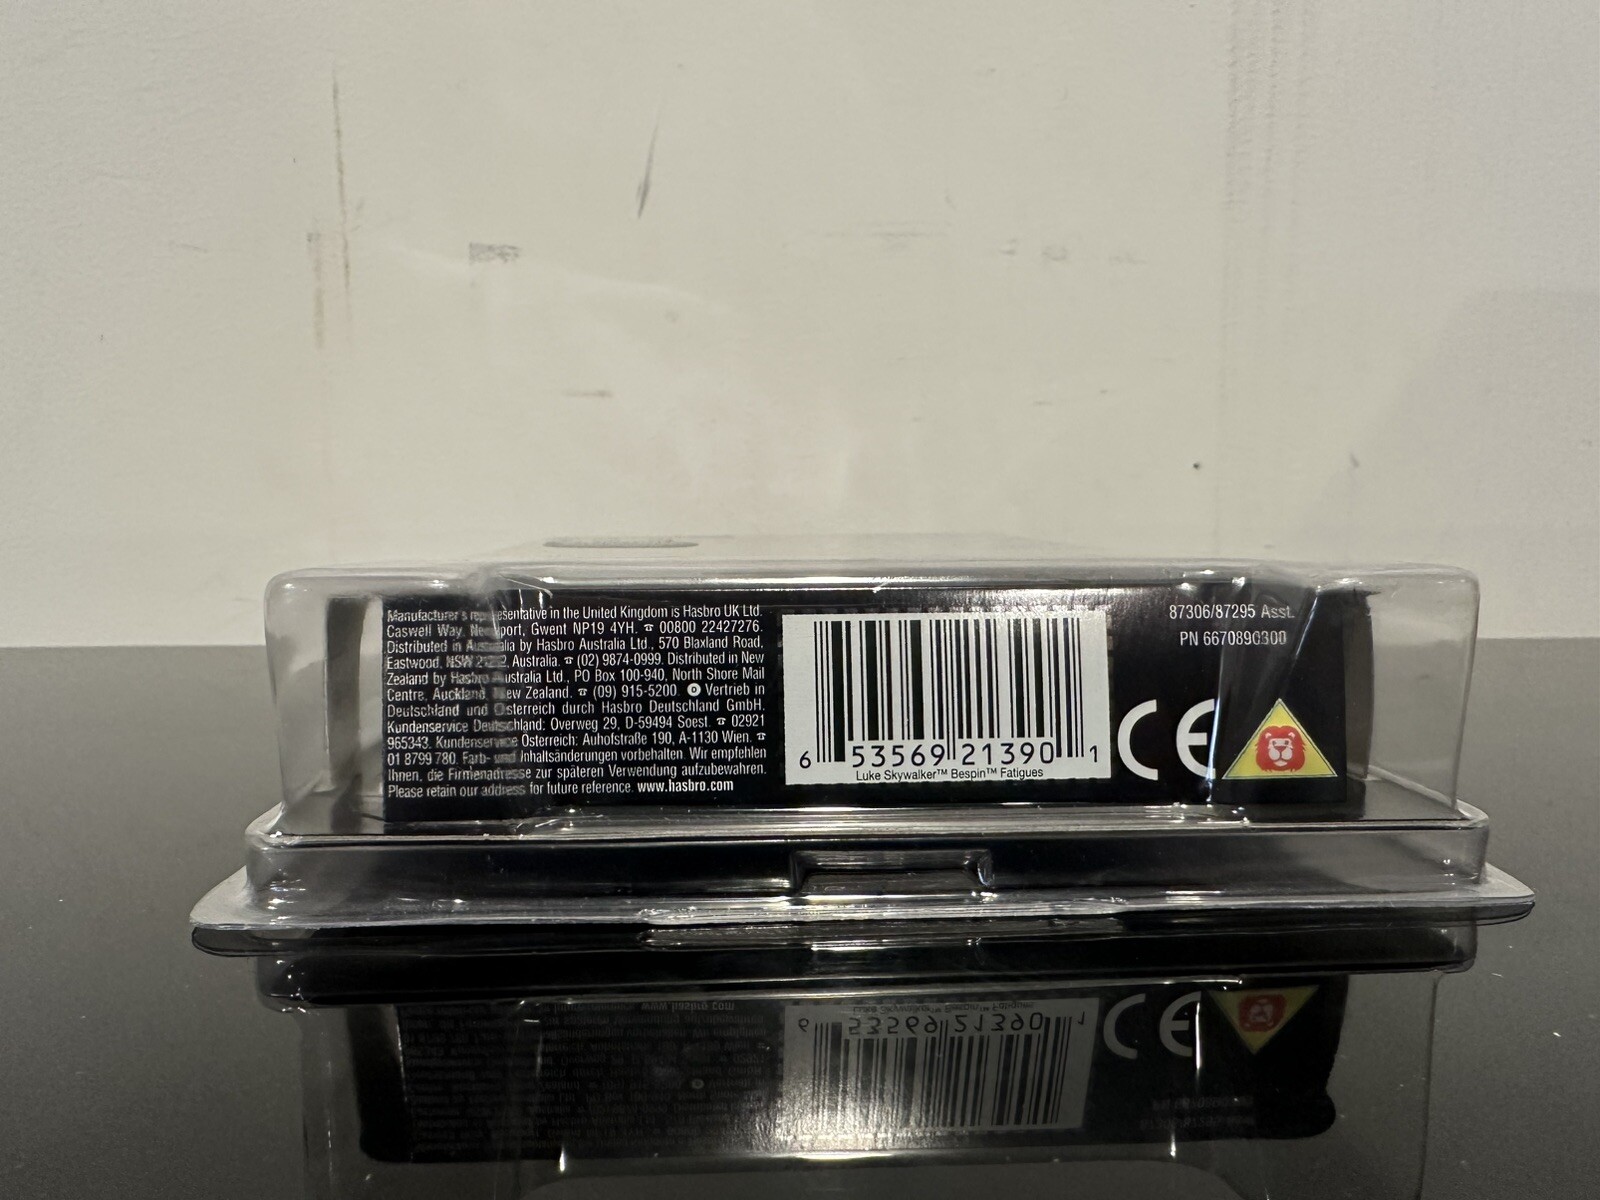 Manufacturer's representative in the United Kingdom is Hasbro UK Ltd.
Caswell Way, Newport, Gwent NP19 4YH. ☎ 00800 22427276.
Distributed in Australia by Hasbro Australia Ltd., 570 Blaxland Road,
Eastwood, NSW 2122, Australia. ☎ (02) 9874-0999. Distributed in New
Zealand by Hasbro Australia Ltd., PO Box 100-940, North Shore Mail
Centre, Auckland, New Zealand. ☎ (09) 915-5200. D Vertrieb in
Deutschland und Österreich durch Hasbro Deutschland GmbH.
Kundenservice Deutschland: Overweg 29, D-59494 Soest. ☎ 02921
965343. Kundenservice Österreich: Auhofstraße 190, A-1130 Wien. ☎
01 8799 780. Farb- und Inhaltsänderungen vorbehalten. Wir empfehlen
Ihnen, die Firmenadresse zur späteren Verwendung aufzubewahren.
Please retain our address for future reference. www.hasbro.com
6 53569 21390 1
Luke Skywalker™ Bespin™ Fatigues
87306/87295 Asst.
PN 6670890300
CE